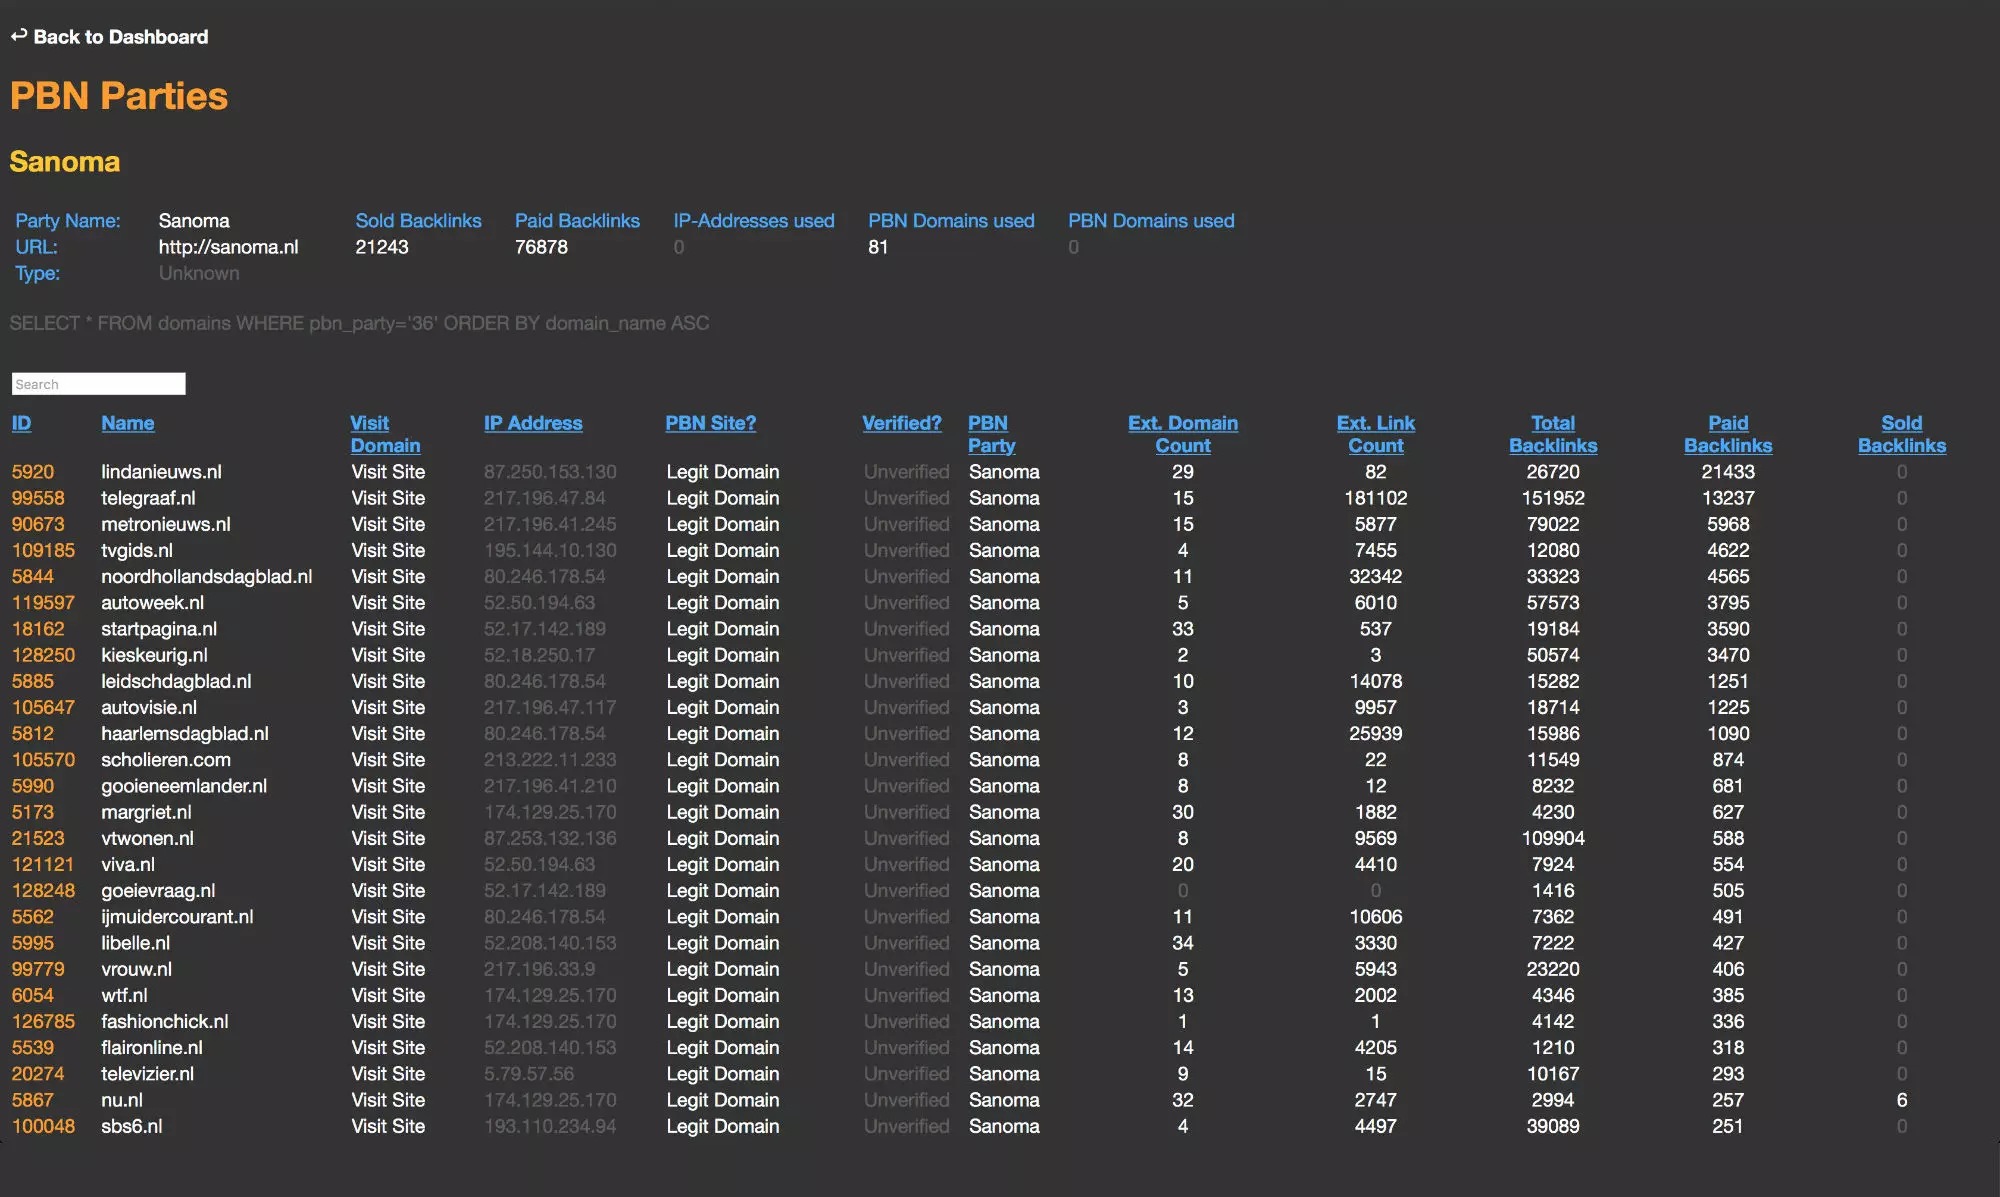 ↩ Back to Dashboard
PBN Parties
Sanoma
Party Name: Sanoma Sold Backlinks Paid Backlinks IP-Addresses used PBN Domains used PBN Domains used
URL: http://sanoma.nl 21243 76878 0 81 0
Type: Unknown
SELECT * FROM domains WHERE pbn_party='36' ORDER BY domain_name ASC
Search
ID Name Visit Domain IP Address PBN Site? Verified? PBN Party Ext. Domain Count Ext. Link Count Total Backlinks Paid Backlinks Sold Backlinks
5920 lindanieuws.nl Visit Site 87.250.153.130 Legit Domain Unverified Sanoma 29 82 26720 21433 0
99558 telegraaf.nl Visit Site 217.196.47.84 Legit Domain Unverified Sanoma 15 181102 151952 13237 0
90673 metronieuws.nl Visit Site 217.196.41.245 Legit Domain Unverified Sanoma 15 5877 79022 5968 0
109185 tvgids.nl Visit Site 195.144.10.130 Legit Domain Unverified Sanoma 4 7455 12080 4622 0
5844 noordhollandsdagblad.nl Visit Site 80.246.178.54 Legit Domain Unverified Sanoma 11 32342 33323 4565 0
119597 autoweek.nl Visit Site 52.50.194.63 Legit Domain Unverified Sanoma 5 6010 57573 3795 0
18162 startpagina.nl Visit Site 52.17.142.189 Legit Domain Unverified Sanoma 33 537 19184 3590 0
128250 kieskeurig.nl Visit Site 52.18.250.17 Legit Domain Unverified Sanoma 2 3 50574 3470 0
5885 leidschdagblad.nl Visit Site 80.246.178.54 Legit Domain Unverified Sanoma 10 14078 15282 1251 0
105647 autovisie.nl Visit Site 217.196.47.117 Legit Domain Unverified Sanoma 3 9957 18714 1225 0
5812 haarlemsdagblad.nl Visit Site 80.246.178.54 Legit Domain Unverified Sanoma 12 25939 15986 1090 0
105570 scholieren.com Visit Site 213.222.11.233 Legit Domain Unverified Sanoma 8 22 11549 874 0
5990 gooieneemlander.nl Visit Site 217.196.41.210 Legit Domain Unverified Sanoma 8 12 8232 681 0
5173 margriet.nl Visit Site 174.129.25.170 Legit Domain Unverified Sanoma 30 1882 4230 627 0
21523 vtwonen.nl Visit Site 87.253.132.136 Legit Domain Unverified Sanoma 8 9569 109904 588 0
121121 viva.nl Visit Site 52.50.194.63 Legit Domain Unverified Sanoma 20 4410 7924 554 0
128248 goeievraag.nl Visit Site 52.17.142.189 Legit Domain Unverified Sanoma 0 0 1416 505 0
5562 ijmuidercourant.nl Visit Site 80.246.178.54 Legit Domain Unverified Sanoma 11 10606 7362 491 0
5995 libelle.nl Visit Site 52.208.140.153 Legit Domain Unverified Sanoma 34 3330 7222 427 0
99779 vrouw.nl Visit Site 217.196.33.9 Legit Domain Unverified Sanoma 5 5943 23220 406 0
6054 wtf.nl Visit Site 174.129.25.170 Legit Domain Unverified Sanoma 13 2002 4346 385 0
126785 fashionchick.nl Visit Site 174.129.25.170 Legit Domain Unverified Sanoma 1 1 4142 336 0
5539 flaironline.nl Visit Site 52.208.140.153 Legit Domain Unverified Sanoma 14 4205 1210 318 0
20274 televizier.nl Visit Site 5.79.57.56 Legit Domain Unverified Sanoma 9 15 10167 293 0
5867 nu.nl Visit Site 174.129.25.170 Legit Domain Unverified Sanoma 32 2747 2994 257 6
100048 sbs6.nl Visit Site 193.110.234.94 Legit Domain Unverified Sanoma 4 4497 39089 251 0